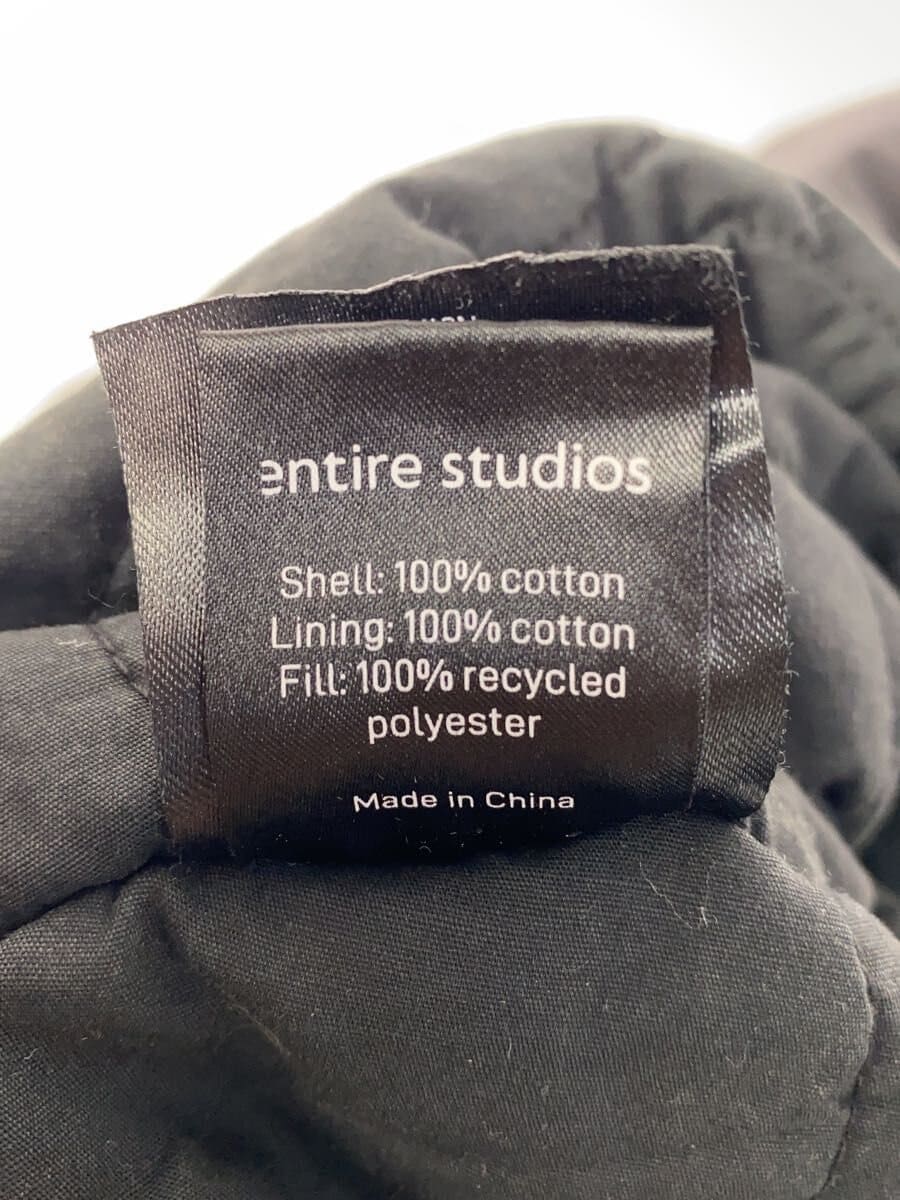 entire studios
Shell: 100% cotton
Lining: 100% cotton
Fill: 100% recycled
polyester
Made in China